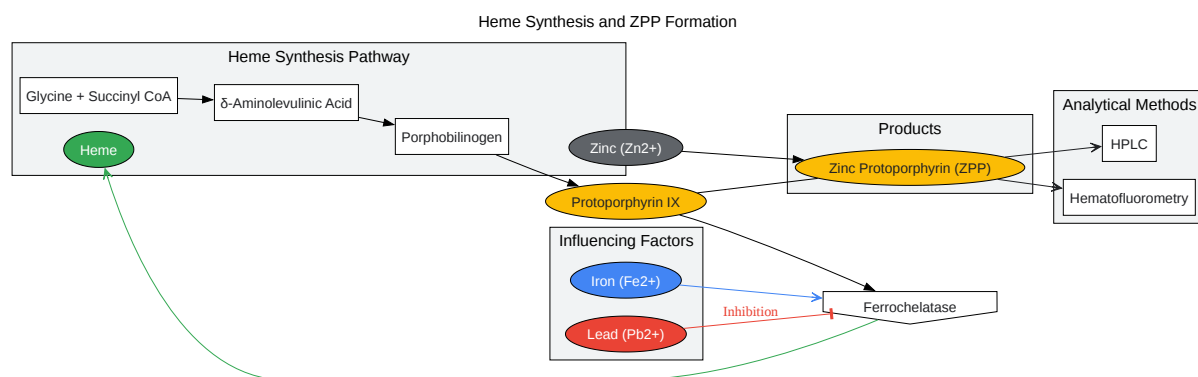 Heme Synthesis and ZPP Formation
Heme Synthesis Pathway
Glycine + Succinyl CoA
δ-Aminolevulinic Acid
Porphobilinogen
Heme
Zinc (Zn2+)
Protoporphyrin IX
Products
Zinc Protoporphyrin (ZPP)
Analytical Methods
HPLC
Hematofluorometry
Influencing Factors
Iron (Fe2+)
Lead (Pb2+)
Inhibition
Ferrochelatase